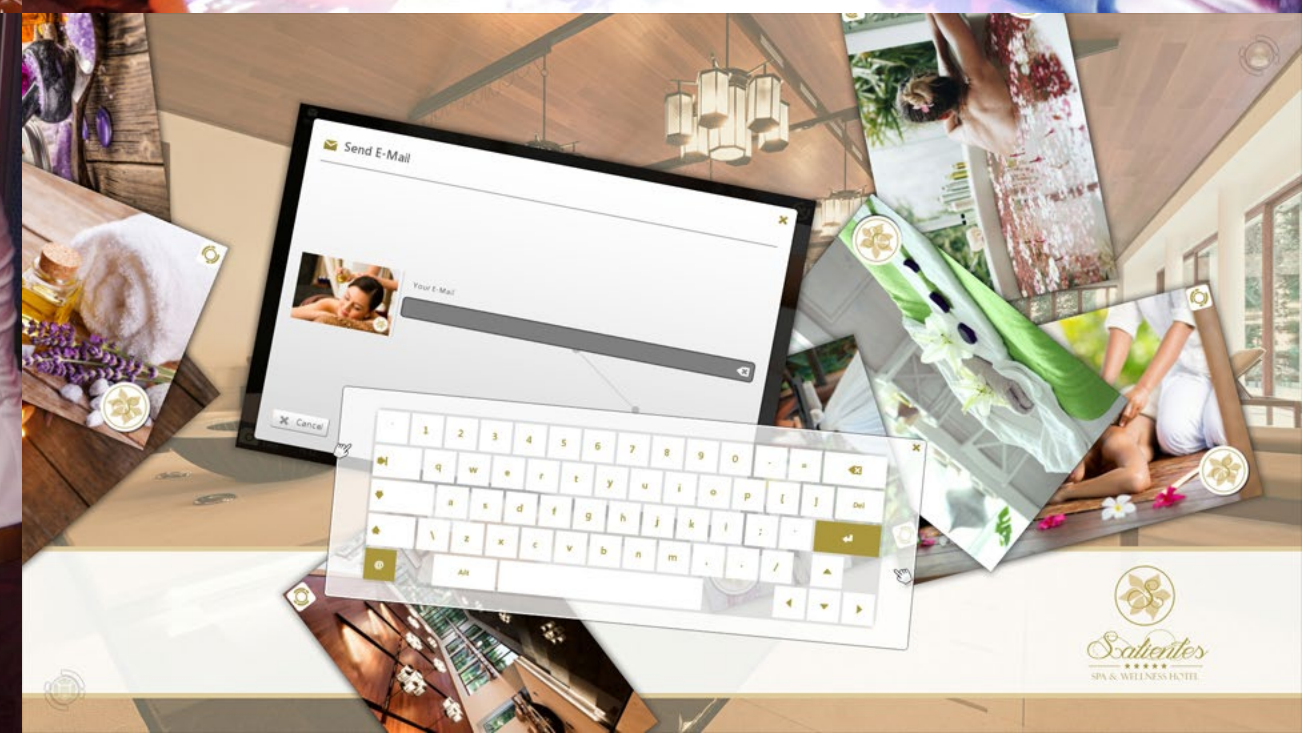 Send E-Mail
Your E-Mail
Cancel
1 2 3 4 5 6 7 8 9 0 - =
q w e r t y u i o p [ ] Del
a s d f g h j k l ; '
\ z x c v b n m , . /
@ Alt
Salientes
SPA & WELLNESS HOTEL